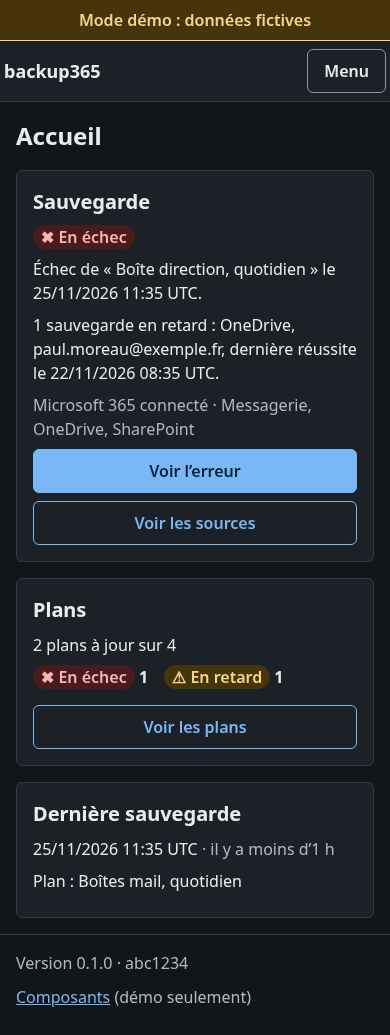 Mode démo : données fictives
backup365
Menu
Accueil
Sauvegarde
✖ En échec
Échec de « Boîte direction, quotidien » le
25/11/2026 11:35 UTC.
1 sauvegarde en retard : OneDrive,
paul.moreau@exemple.fr, dernière réussite
le 22/11/2026 08:35 UTC.
Microsoft 365 connecté · Messagerie,
OneDrive, SharePoint
Voir l’erreur
Voir les sources
Plans
2 plans à jour sur 4
✖ En échec 1 ⚠ En retard 1
Voir les plans
Dernière sauvegarde
25/11/2026 11:35 UTC · il y a moins d’1 h
Plan : Boîtes mail, quotidien
Version 0.1.0 · abc1234
Composants (démo seulement)